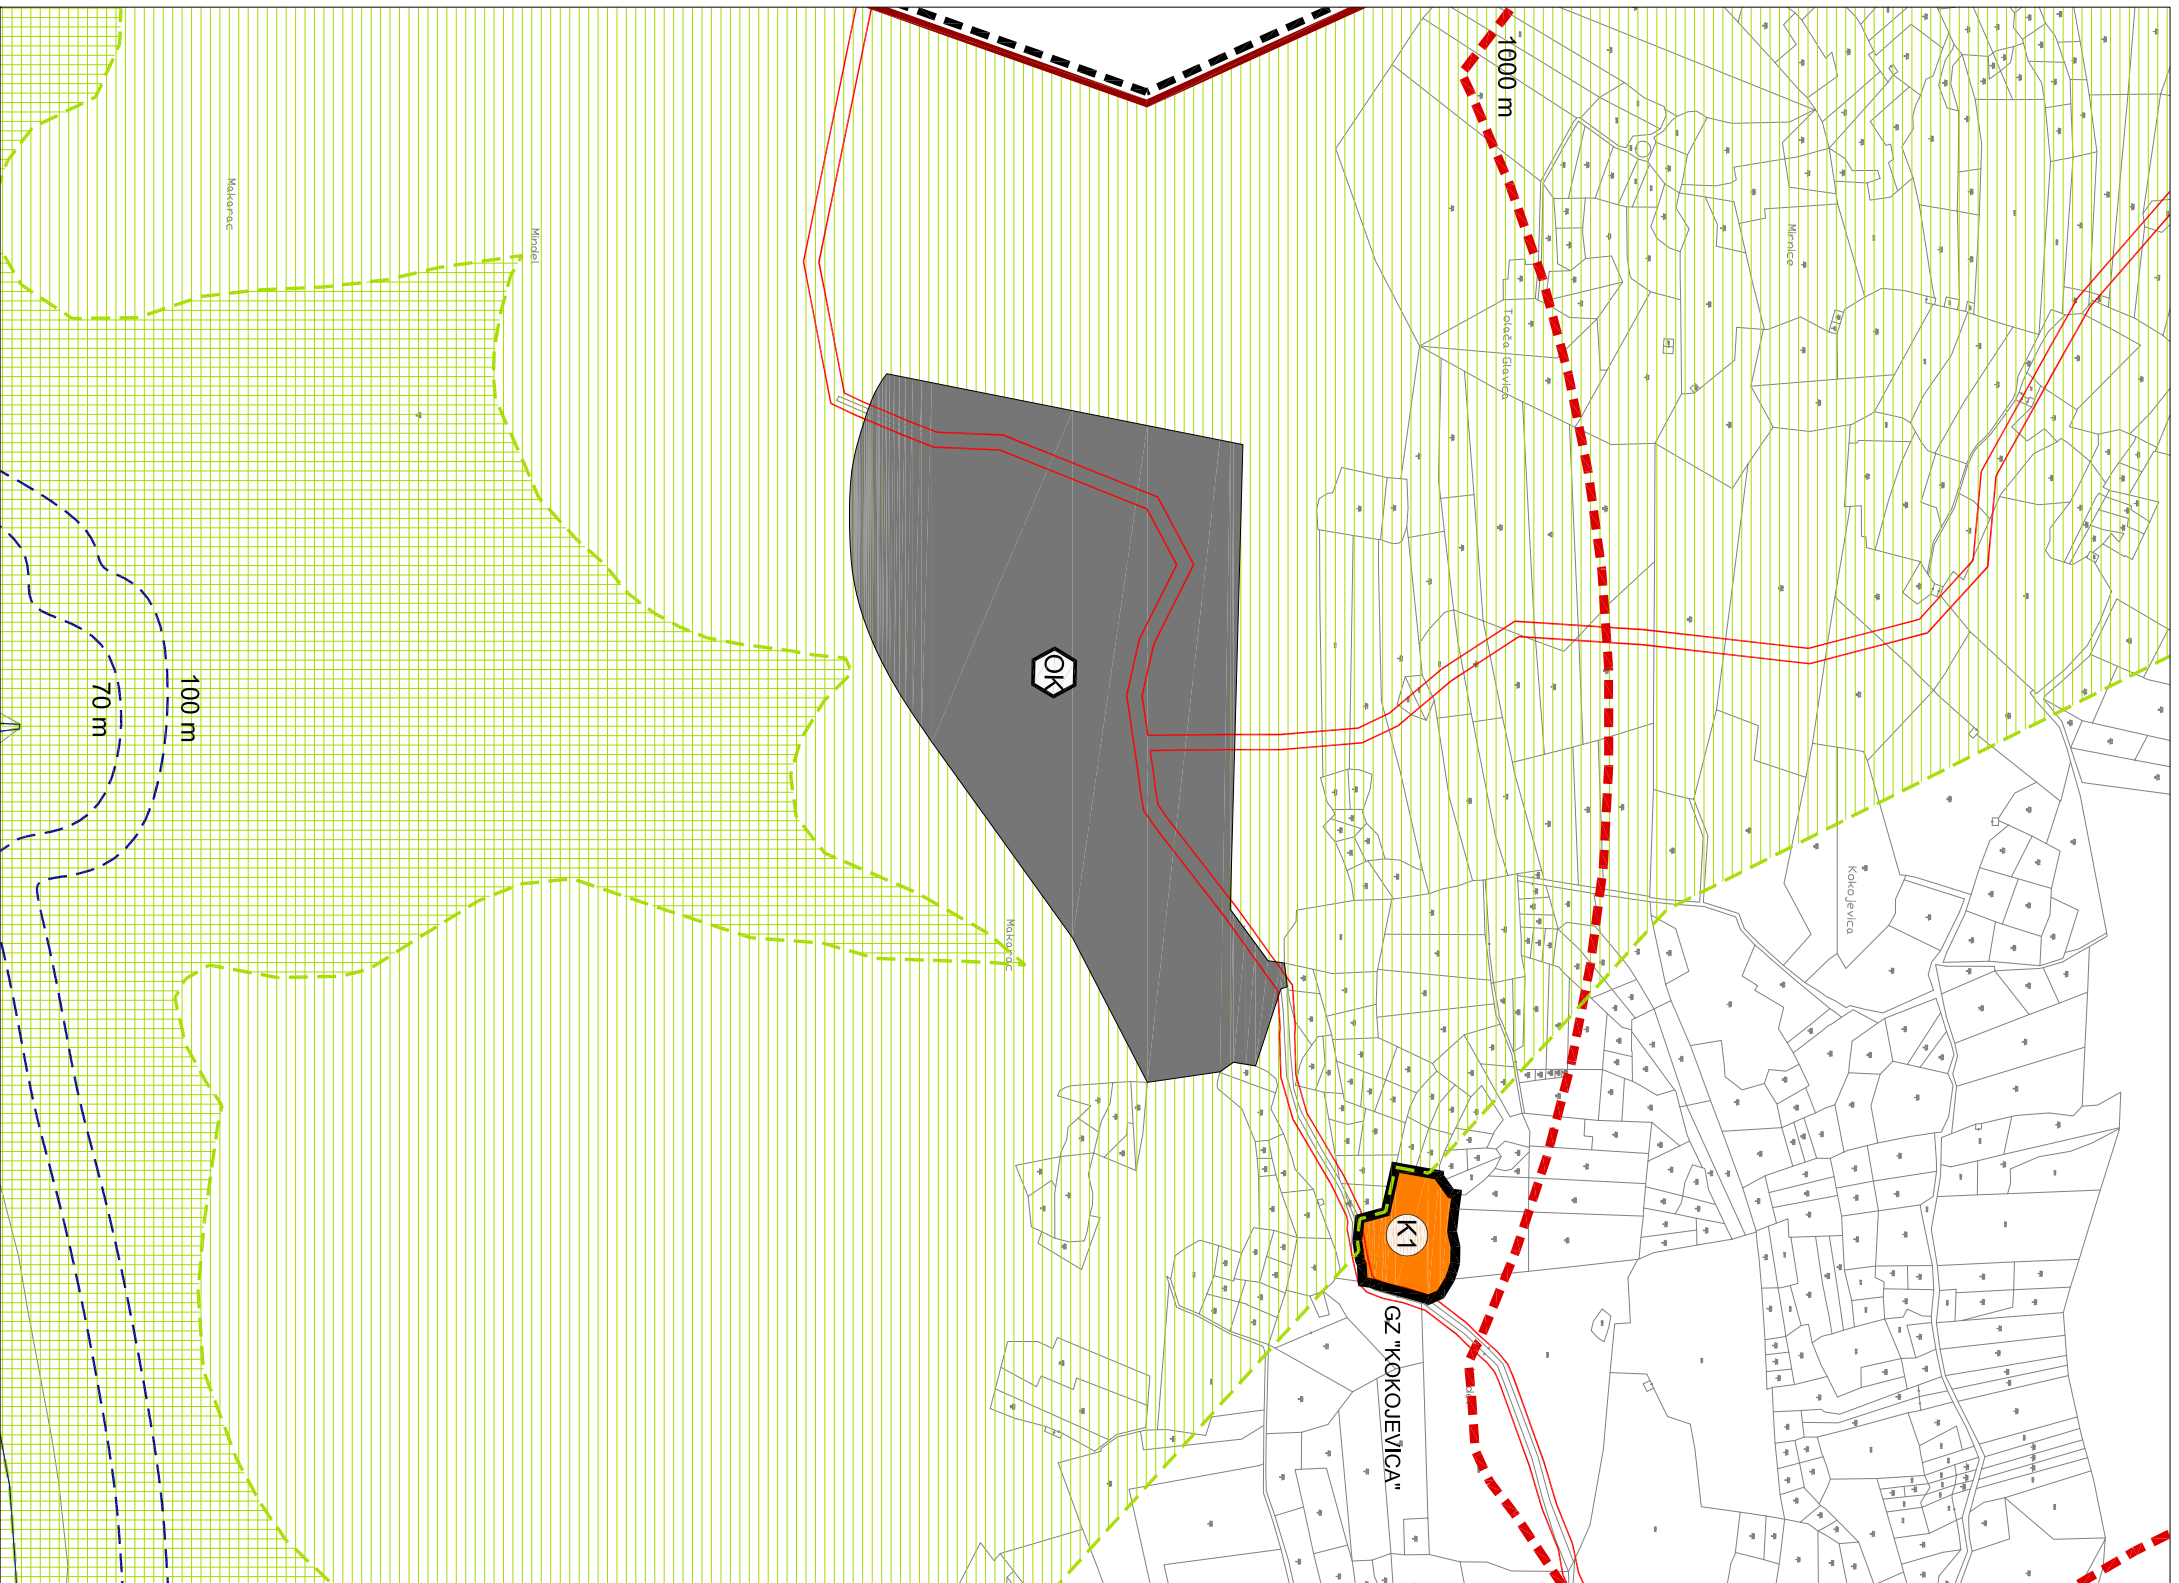 1000 m
Makarac
Mindel
Mirnice
Tolača Glavica
OK
100 m
70 m
Kokojevica
Makarac
K1
GZ "KOKOJEVICA"